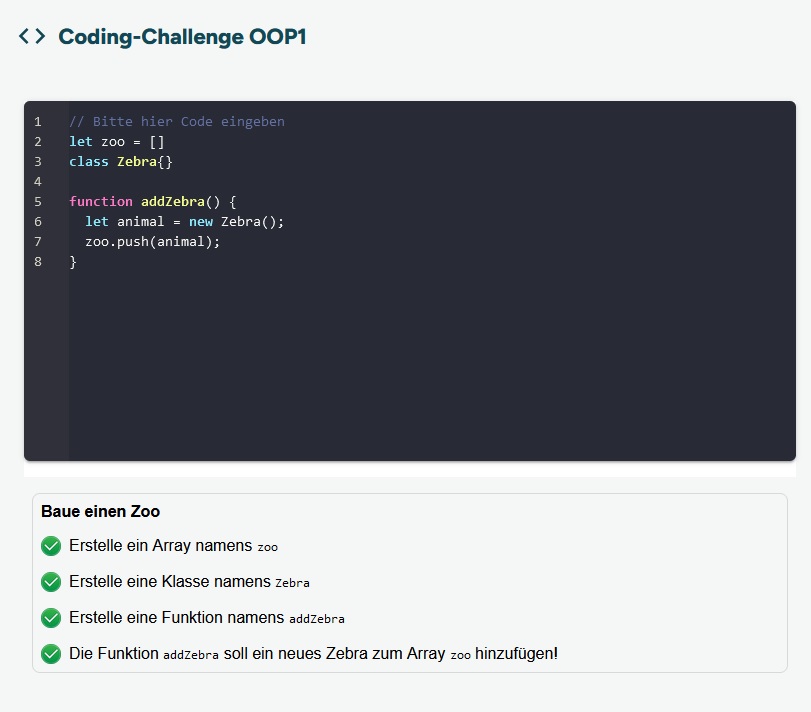 <> Coding-Challenge OOP1
1 // Bitte hier Code eingeben
2 let zoo = []
3 class Zebra{}
4
5 function addZebra() {
6   let animal = new Zebra();
7   zoo.push(animal);
8 }
Baue einen Zoo
Erstelle ein Array namens zoo
Erstelle eine Klasse namens Zebra
Erstelle eine Funktion namens addZebra
Die Funktion addZebra soll ein neues Zebra zum Array zoo hinzufügen!